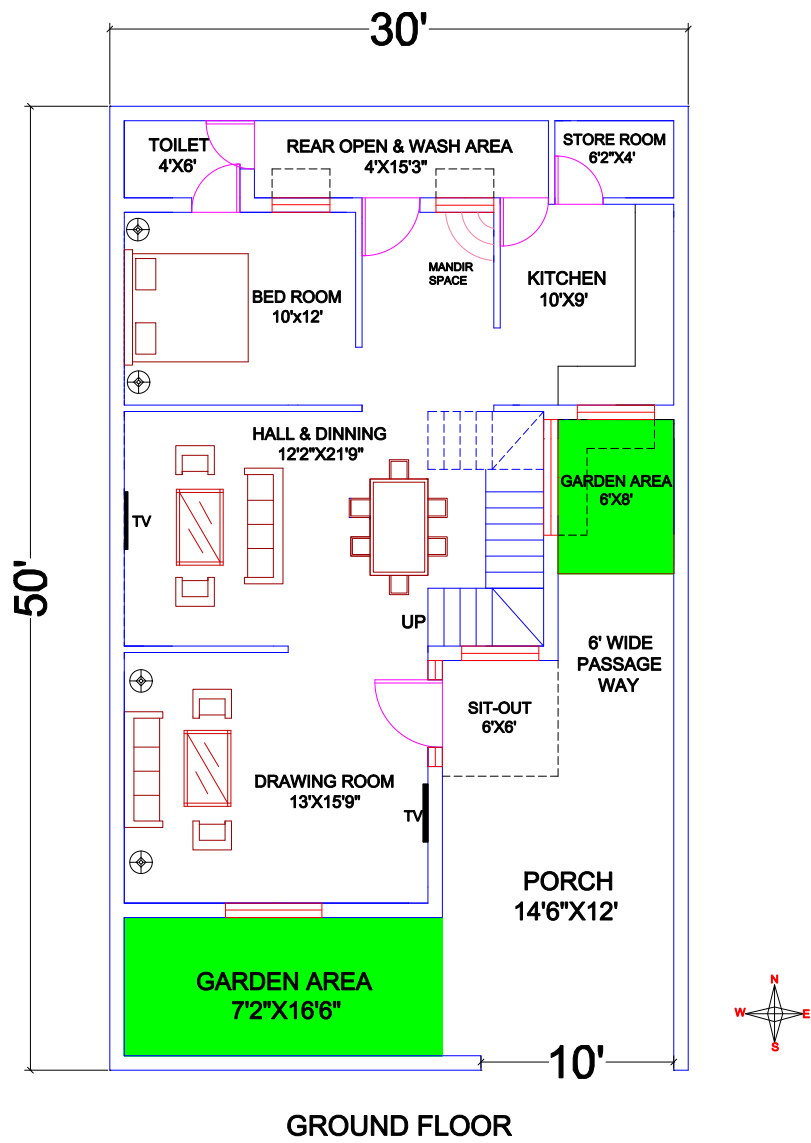 30'
TOILET
4'X6'
REAR OPEN & WASH AREA
4'X15'3"
STORE ROOM
6'2"X4'
BED ROOM
10'x12'
MANDIR
SPACE
KITCHEN
10'X9'
HALL & DINNING
12'2"X21'9"
GARDEN AREA
6'X8'
TV
50'
UP
6' WIDE
PASSAGE
WAY
SIT-OUT
6'X6'
DRAWING ROOM
13'X15'9"
TV
PORCH
14'6"X12'
GARDEN AREA
7'2"X16'6"
N
W
E
S
10'
GROUND FLOOR